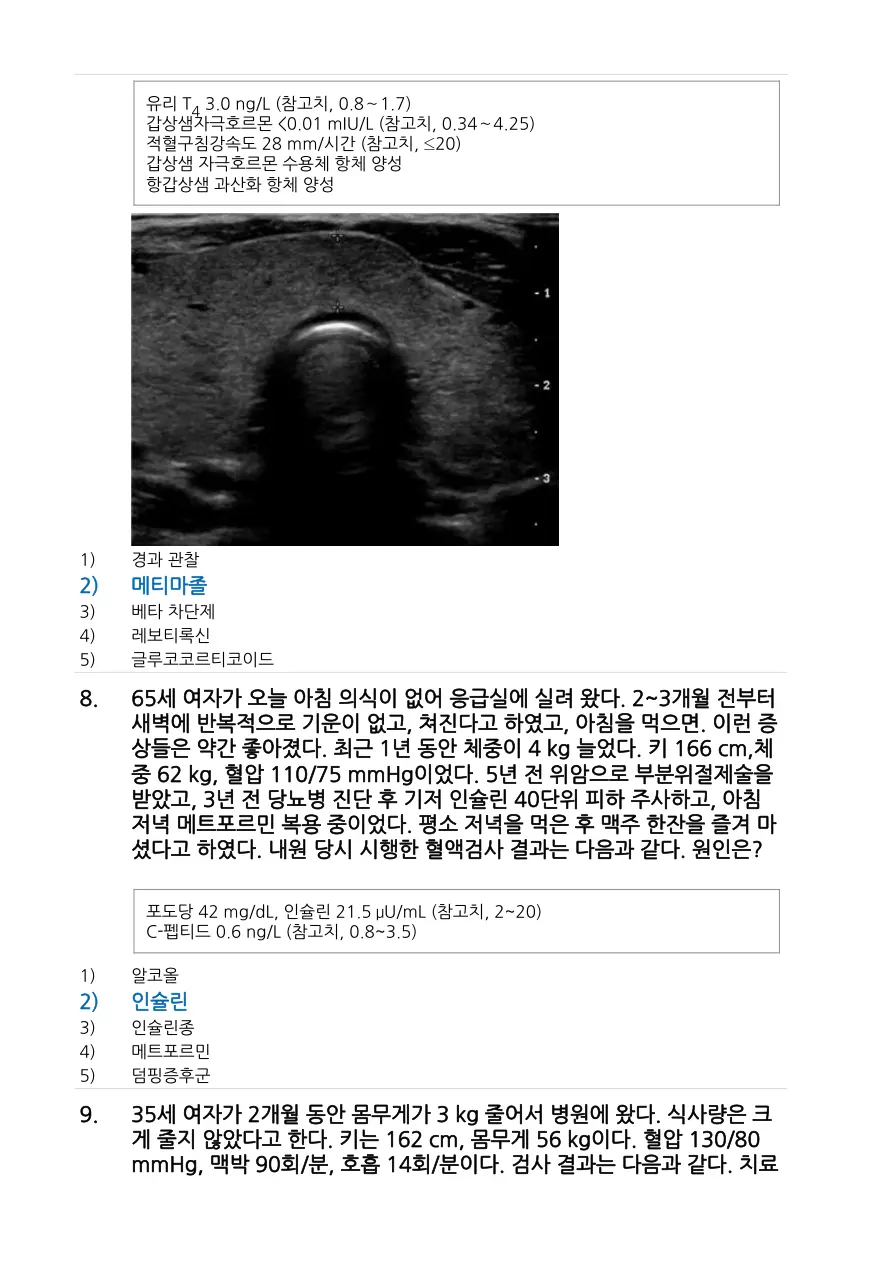 유리 T4 3.0 ng/L (참고치, 0.8~1.7)
갑상샘자극호르몬 <0.01 mIU/L (참고치, 0.34~4.25)
적혈구침강속도 28 mm/시간 (참고치, ≤20)
갑상샘 자극호르몬 수용체 항체 양성
항갑상샘 과산화 항체 양성
- 1
- 2
- 3
1) 경과 관찰
2) 메티마졸
3) 베타 차단제
4) 레보티록신
5) 글루코코르티코이드
8. 65세 여자가 오늘 아침 의식이 없어 응급실에 실려 왔다. 2~3개월 전부터
새벽에 반복적으로 기운이 없고, 쳐진다고 하였고, 아침을 먹으면. 이런 증
상들은 약간 좋아졌다. 최근 1년 동안 체중이 4 kg 늘었다. 키 166 cm,체
중 62 kg, 혈압 110/75 mmHg이었다. 5년 전 위암으로 부분위절제술을
받았고, 3년 전 당뇨병 진단 후 기저 인슐린 40단위 피하 주사하고, 아침
저녁 메트포르민 복용 중이었다. 평소 저녁을 먹은 후 맥주 한잔을 즐겨 마
셨다고 하였다. 내원 당시 시행한 혈액검사 결과는 다음과 같다. 원인은?
포도당 42 mg/dL, 인슐린 21.5 μU/mL (참고치, 2~20)
C-펩티드 0.6 ng/L (참고치, 0.8~3.5)
1) 알코올
2) 인슐린
3) 인슐린종
4) 메트포르민
5) 덤핑증후군
9. 35세 여자가 2개월 동안 몸무게가 3 kg 줄어서 병원에 왔다. 식사량은 크
게 줄지 않았다고 한다. 키는 162 cm, 몸무게 56 kg이다. 혈압 130/80
mmHg, 맥박 90회/분, 호흡 14회/분이다. 검사 결과는 다음과 같다. 치료